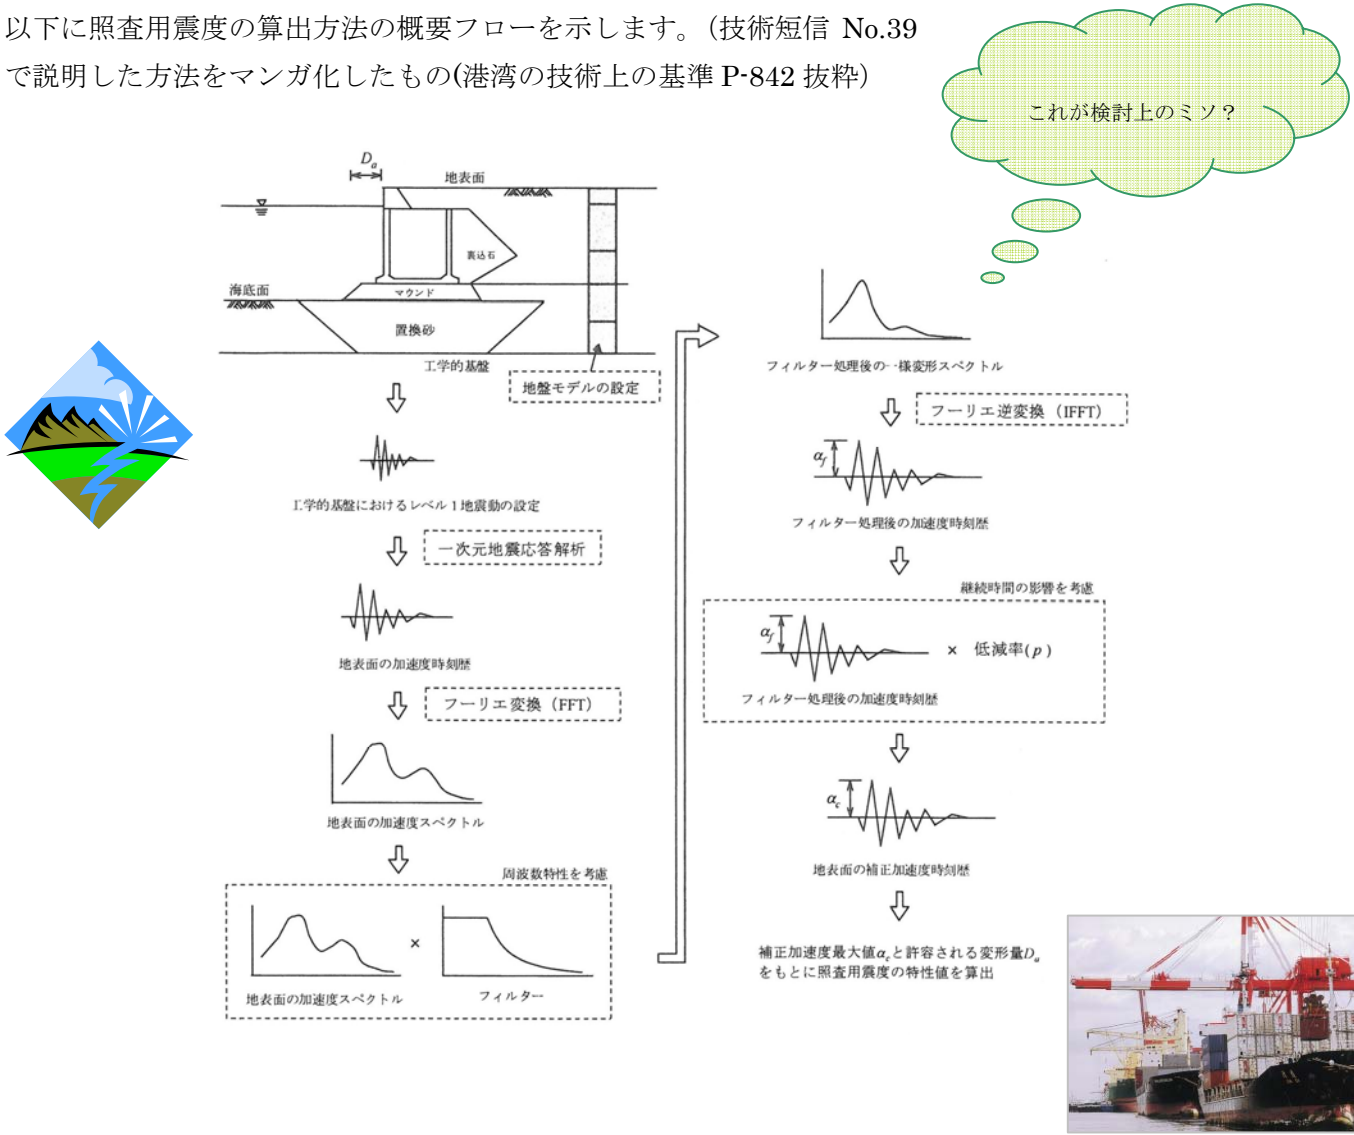 以下に照査用震度の算出方法の概要フローを示します。（技術短信 No.39
で説明した方法をマンガ化したもの(港湾の技術上の基準 P-842 抜粋）
これが検討上のミソ？
Da
地表面
裏込石
海底面
マウンド
置換砂
工学的基盤
地盤モデルの設定
工学的基盤におけるレベル1地震動の設定
一次元地震応答解析
地表面の加速度時刻歴
フーリエ変換（FFT）
地表面の加速度スペクトル
周波数特性を考慮
×
地表面の加速度スペクトル
フィルター
フィルター処理後の一様変形スペクトル
フーリエ逆変換（IFFT）
αf
フィルター処理後の加速度時刻歴
継続時間の影響を考慮
αf
× 低減率(p)
フィルター処理後の加速度時刻歴
αc
地表面の補正加速度時刻歴
補正加速度最大値αcと許容される変形量Da
をもとに照査用震度の特性値を算出